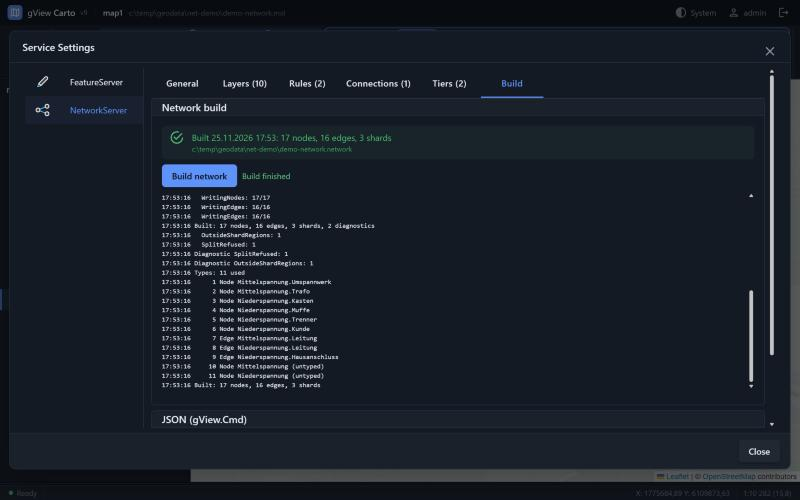 gView Carto v9 map1 c:\temp\geodata\net-demo\demo-network.mxl System admin
Service Settings
FeatureServer
NetworkServer
General Layers (10) Rules (2) Connections (1) Tiers (2) Build
Network build
Built 25.11.2026 17:53: 17 nodes, 16 edges, 3 shards
c:\temp\geodata\net-demo\demo-network.network
Build network Build finished
17:53:16 WritingNodes: 17/17
17:53:16 WritingEdges: 16/16
17:53:16 WritingEdges: 16/16
17:53:16 Built: 17 nodes, 16 edges, 3 shards, 2 diagnostics
17:53:16 OutsideShardRegions: 1
17:53:16 SplitRefused: 1
17:53:16 Diagnostic SplitRefused: 1
17:53:16 Diagnostic OutsideShardRegions: 1
17:53:16 Types: 11 used
17:53:16 1 Node Mittelspannung.Umspannwerk
17:53:16 2 Node Mittelspannung.Trafo
17:53:16 3 Node Niederspannung.Kasten
17:53:16 4 Node Niederspannung.Muffe
17:53:16 5 Node Niederspannung.Trenner
17:53:16 6 Node Niederspannung.Kunde
17:53:16 7 Edge Mittelspannung.Leitung
17:53:16 8 Edge Niederspannung.Leitung
17:53:16 9 Edge Niederspannung.Hausanschluss
17:53:16 10 Node Mittelspannung (untyped)
17:53:16 11 Node Niederspannung (untyped)
17:53:16 Built: 17 nodes, 16 edges, 3 shards
JSON (gView.Cmd)
Close
Leaflet | © OpenStreetMap contributors
Ready X: 1775684,89 Y: 6109873,63 1:10 282 (15.8)